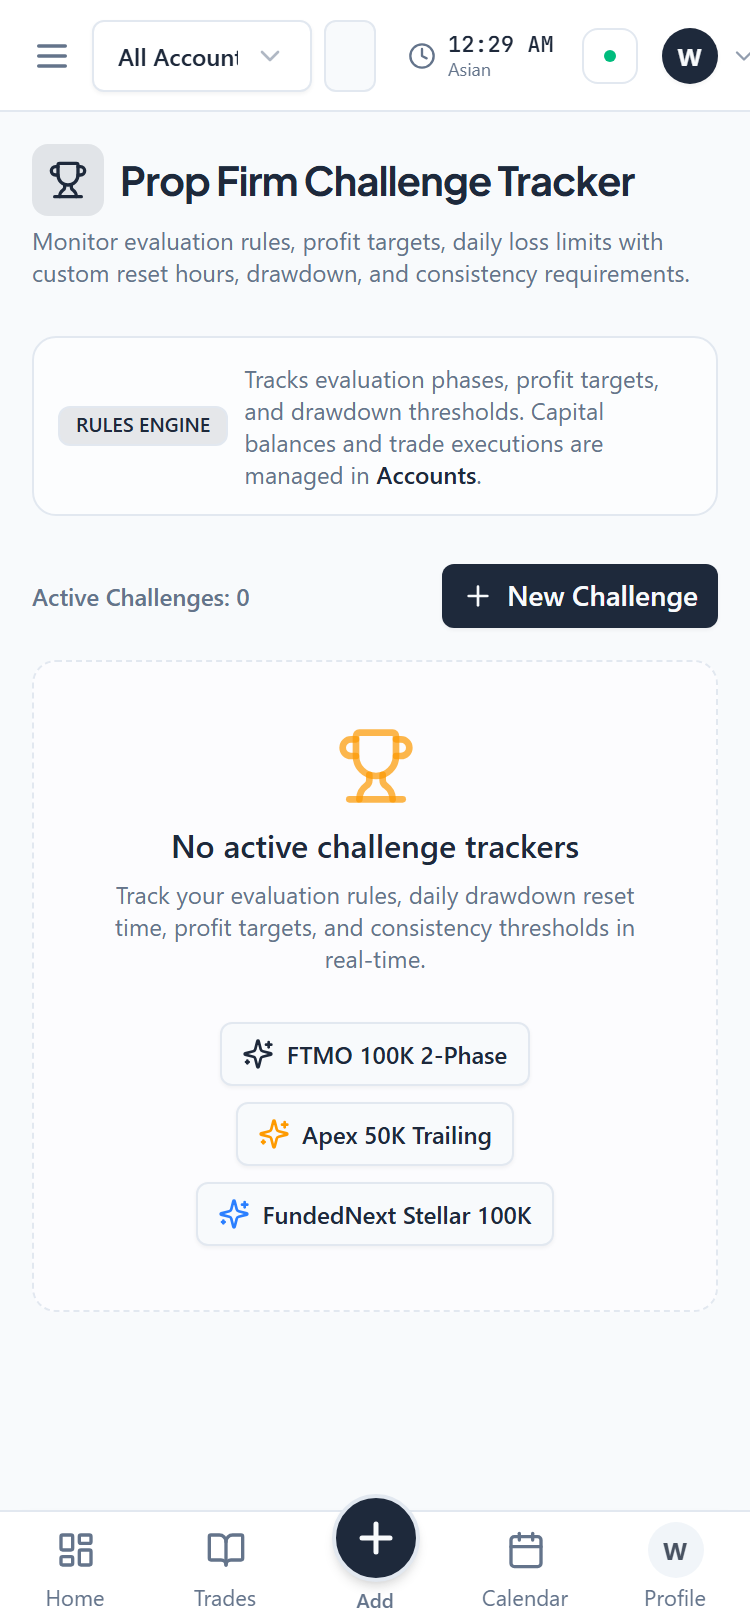 All Account
12:29 AM
Asian
W
Prop Firm Challenge Tracker
Monitor evaluation rules, profit targets, daily loss limits with
custom reset hours, drawdown, and consistency requirements.
RULES ENGINE
Tracks evaluation phases, profit targets,
and drawdown thresholds. Capital
balances and trade executions are
managed in Accounts.
Active Challenges: 0
New Challenge
No active challenge trackers
Track your evaluation rules, daily drawdown reset
time, profit targets, and consistency thresholds in
real-time.
FTMO 100K 2-Phase
Apex 50K Trailing
FundedNext Stellar 100K
Home
Trades
Add
Calendar
W
Profile